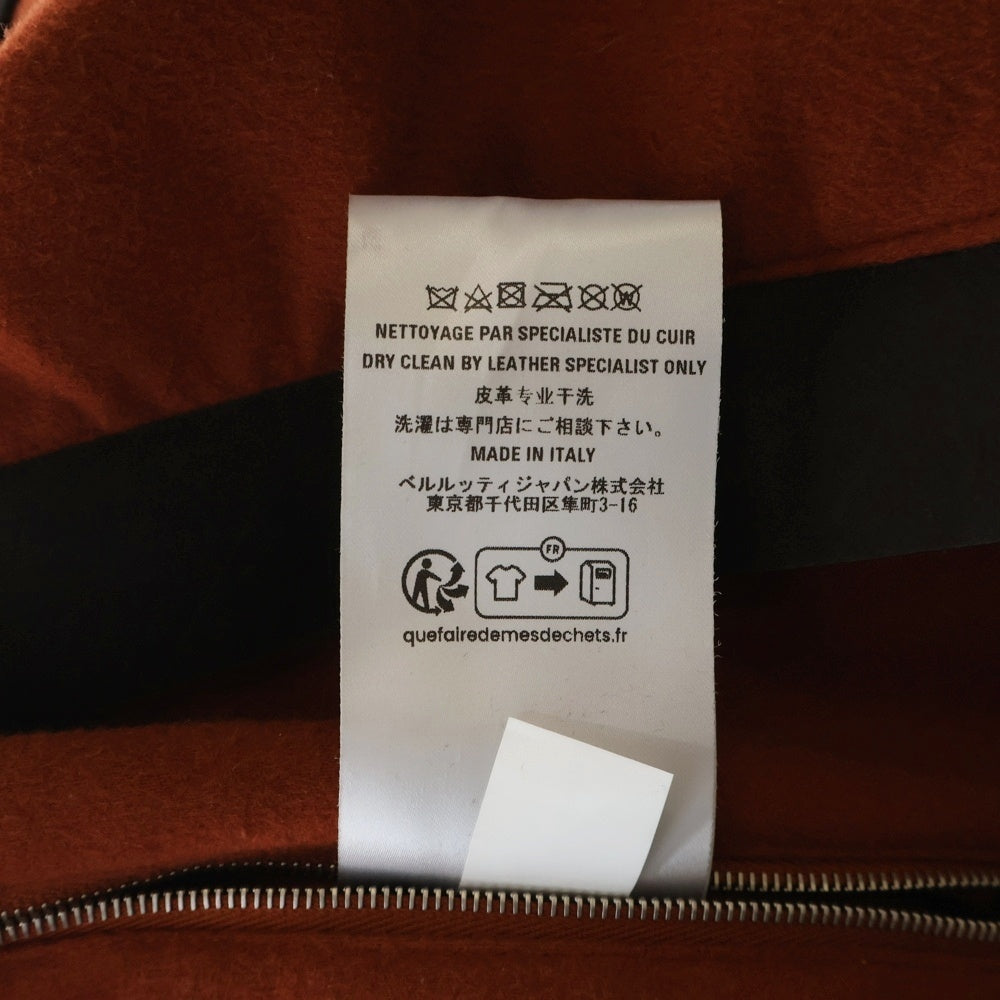 W
NETTOYAGE PAR SPECIALISTE DU CUIR
DRY CLEAN BY LEATHER SPECIALIST ONLY
皮革专业干洗
洗濯は専門店にご相談下さい。
MADE IN ITALY
ベルルッティジャパン株式会社
東京都千代田区隼町3-16
FR
quefairedemesdechets.fr